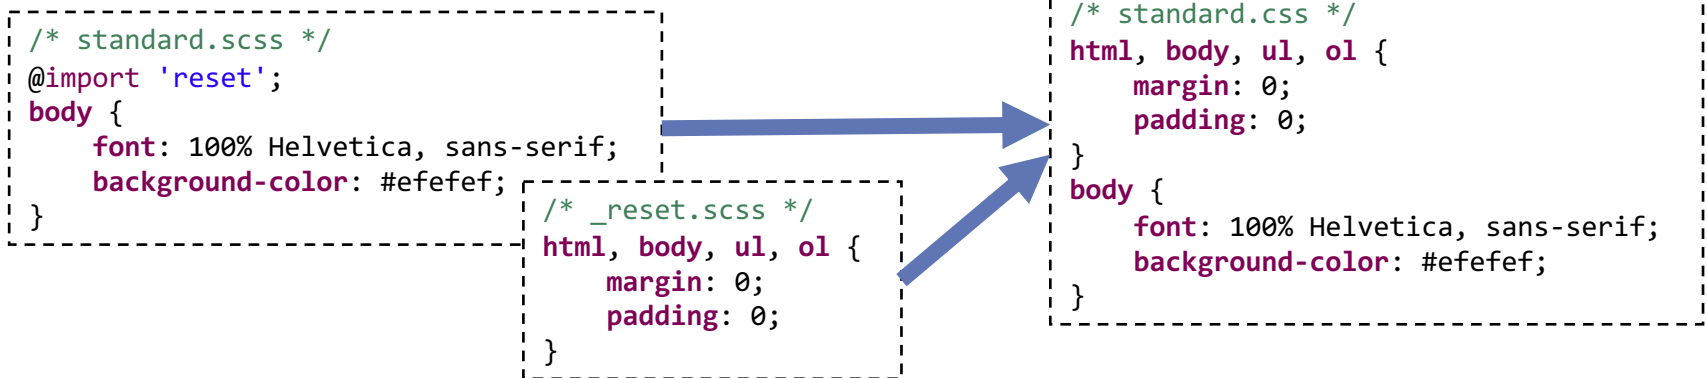 /* standard.scss */
@import 'reset';
body {
    font: 100% Helvetica, sans-serif;
    background-color: #efefef;
}
/* _reset.scss */
html, body, ul, ol {
    margin: 0;
    padding: 0;
}
/* standard.css */
html, body, ul, ol {
    margin: 0;
    padding: 0;
}
body {
    font: 100% Helvetica, sans-serif;
    background-color: #efefef;
}